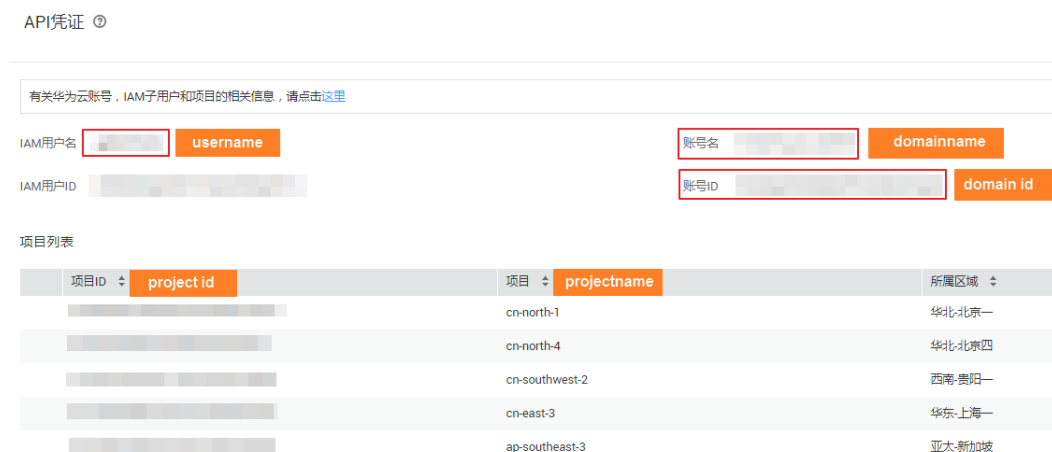 API凭证
有关华为云账号，IAM子用户和项目的相关信息，请点击这里
IAM用户名 username 账号名 domainname
IAM用户ID 账号ID domain id
项目列表
项目ID project id 项目 projectname 所属区域
cn-north-1 华北-北京一
cn-north-4 华北-北京四
cn-southwest-2 西南-贵阳一
cn-east-3 华东-上海一
ap-southeast-3 亚太-新加坡